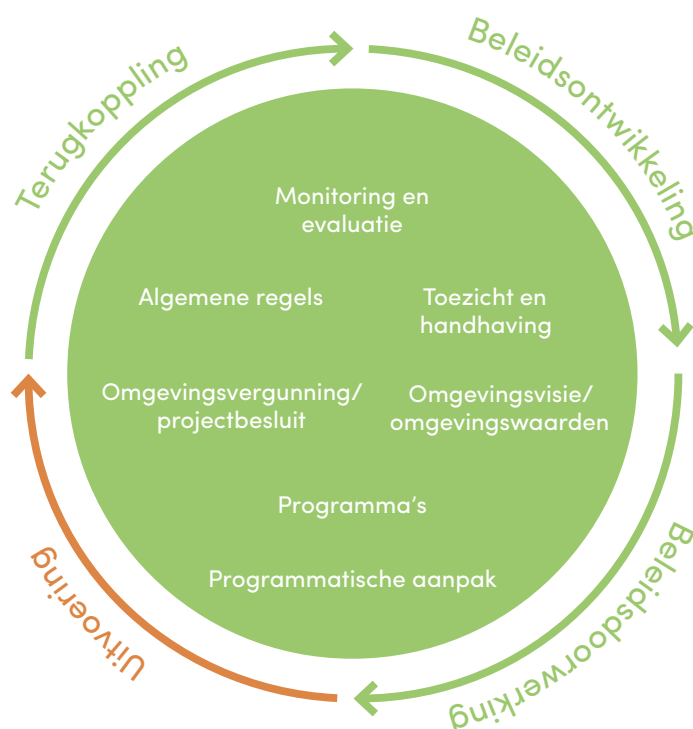 Terugkoppling
Beleidsontwikkeling
Monitoring en
evaluatie
Algemene regels
Toezicht en
handhaving
Omgevingsvergunning/
projectbesluit
Omgevingsvisie/
omgevingswaarden
Programma's
Programmatische aanpak
Uitvoering
Beleidsdoorwerking